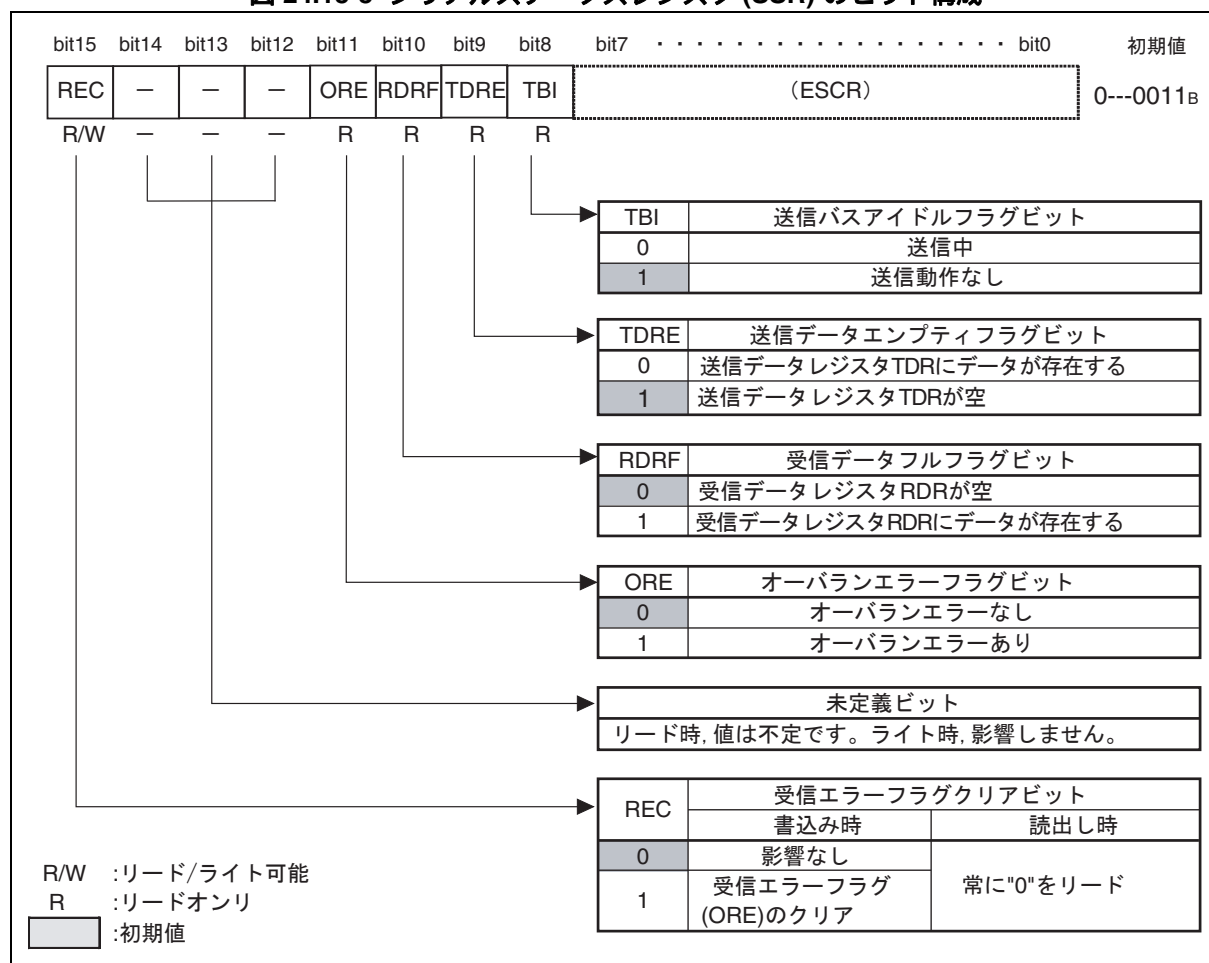 bit15 bit14 bit13 bit12 bit11 bit10 bit9 bit8 bit7 ・・・・・・・・・・・・・・・・・・ bit0 初期値
REC － － － ORE RDRF TDRE TBI （ESCR） 0---0011B
R/W － － － R R R R
TBI 送信バスアイドルフラグビット
0 送信中
1 送信動作なし
TDRE 送信データエンプティフラグビット
0 送信データレジスタTDRにデータが存在する
1 送信データレジスタTDRが空
RDRF 受信データフルフラグビット
0 受信データレジスタRDRが空
1 受信データレジスタRDRにデータが存在する
ORE オーバランエラーフラグビット
0 オーバランエラーなし
1 オーバランエラーあり
未定義ビット
リード時, 値は不定です。ライト時, 影響しません。
REC 受信エラーフラグクリアビット
書込み時 読出し時
0 影響なし 常に"0"をリード
1 受信エラーフラグ
(ORE)のクリア
R/W :リード/ライト可能
R :リードオンリ
:初期値